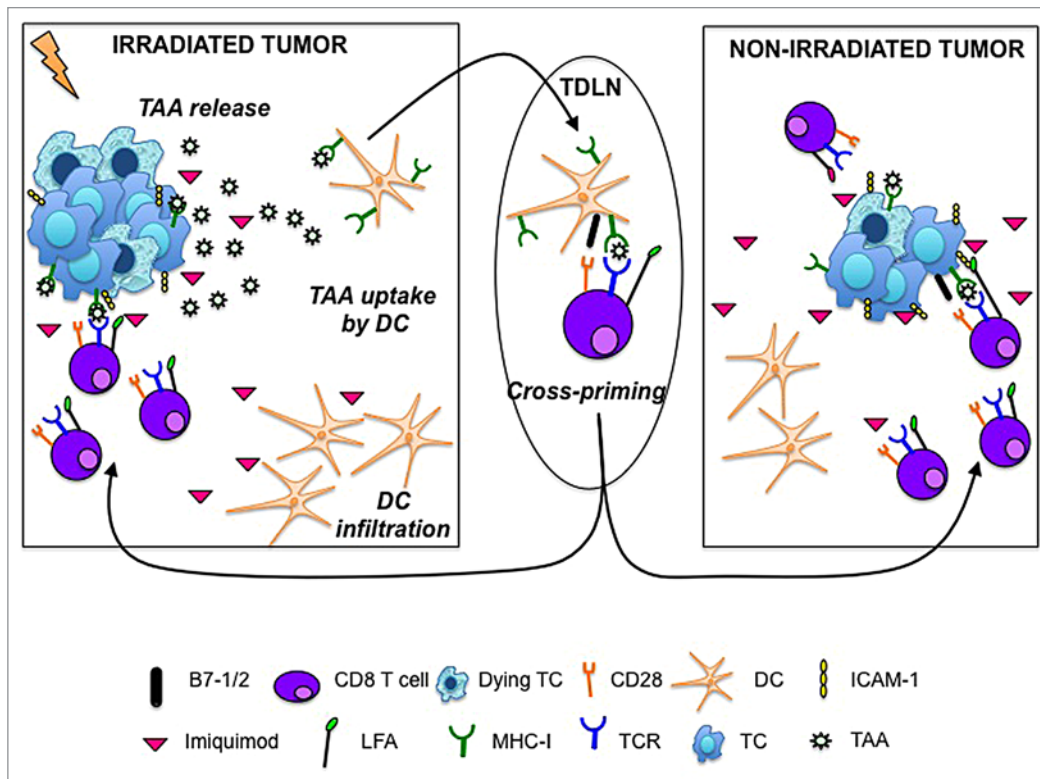 IRRADIATED TUMOR
TAA release
TAA uptake
by DC
DC
infiltration
TDLN
Cross-priming
NON-IRRADIATED TUMOR
B7-1/2
CD8 T cell
Dying TC
CD28
DC
ICAM-1
Imiquimod
LFA
MHC-I
TCR
TC
TAA